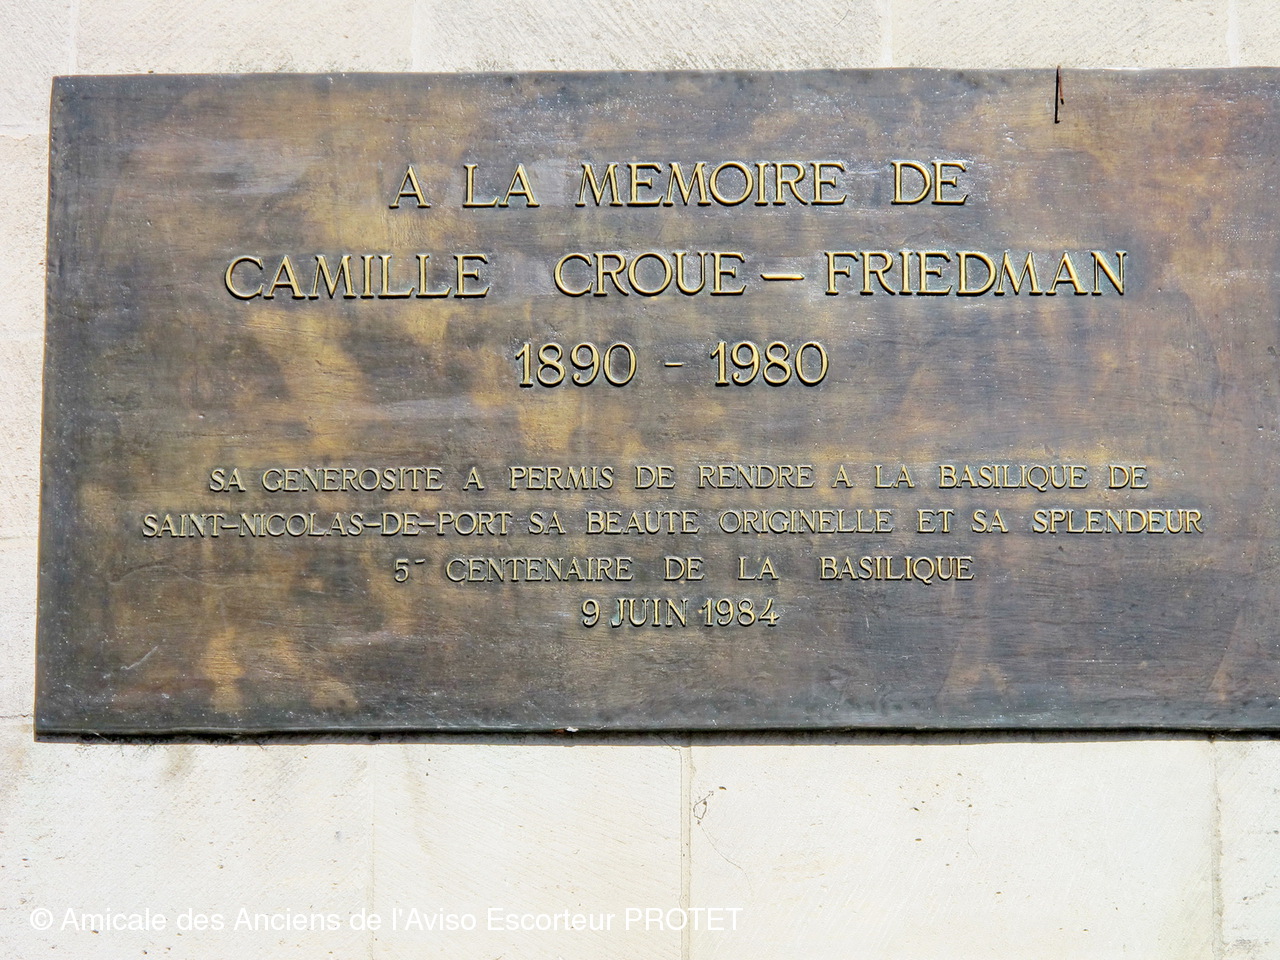 A LA MEMOIRE DE
CAMILLE CROUE-FRIEDMAN
1890 - 1980
SA GENEROSITE A PERMIS DE RENDRE A LA BASILIQUE DE
SAINT-NICOLAS-DE-PORT SA BEAUTE ORIGINELLE ET SA SPLENDEUR
5- CENTENAIRE DE LA BASILIQUE
9 JUIN 1984
© Amicale des Anciens de l'Aviso Escorteur PROTET